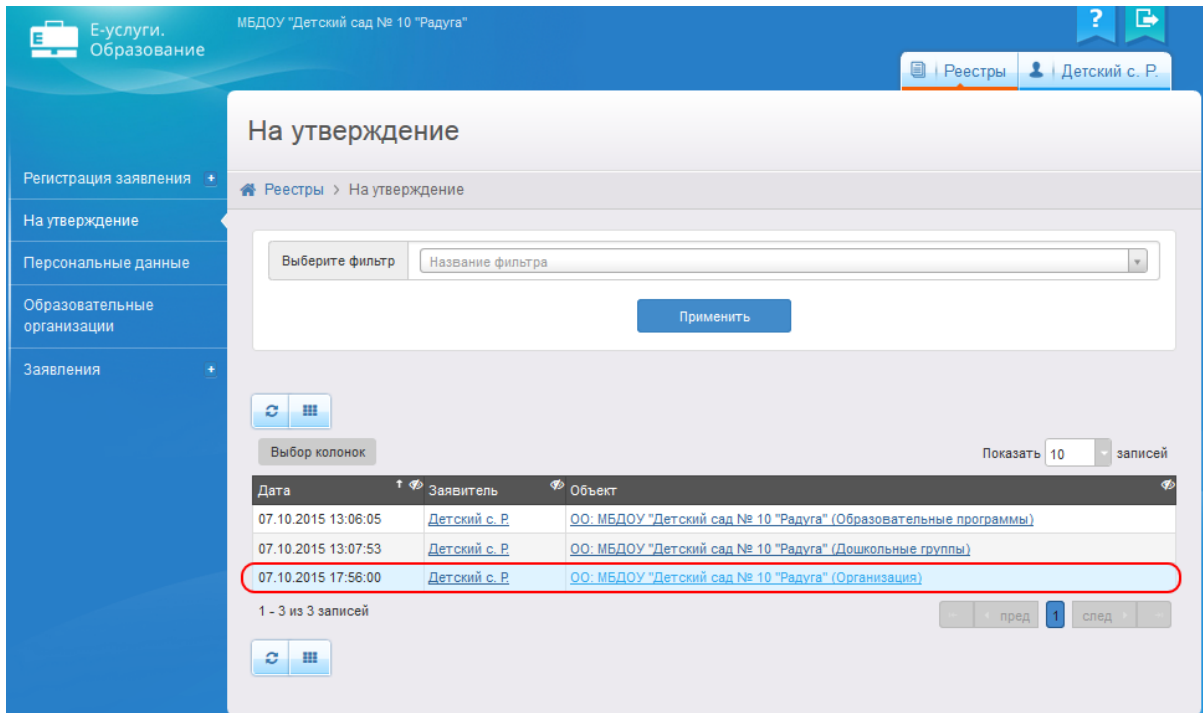 Е-услуги.
Образование
МБДОУ "Детский сад № 10 "Радуга"
?
Реестры
Детский с. Р.
На утверждение
Регистрация заявления
На утверждение
Персональные данные
Образовательные
организации
Заявления
Реестры > На утверждение
Выберите фильтр Название фильтра
Применить
Выбор колонок
Показать 10 записей
Дата Заявитель Объект
07.10.2015 13:06:05 Детский с. Р. ОО: МБДОУ "Детский сад № 10 "Радуга" (Образовательные программы)
07.10.2015 13:07:53 Детский с. Р. ОО: МБДОУ "Детский сад № 10 "Радуга" (Дошкольные группы)
07.10.2015 17:56:00 Детский с. Р. ОО: МБДОУ "Детский сад № 10 "Радуга" (Организация)
1 - 3 из 3 записей
пред 1 след